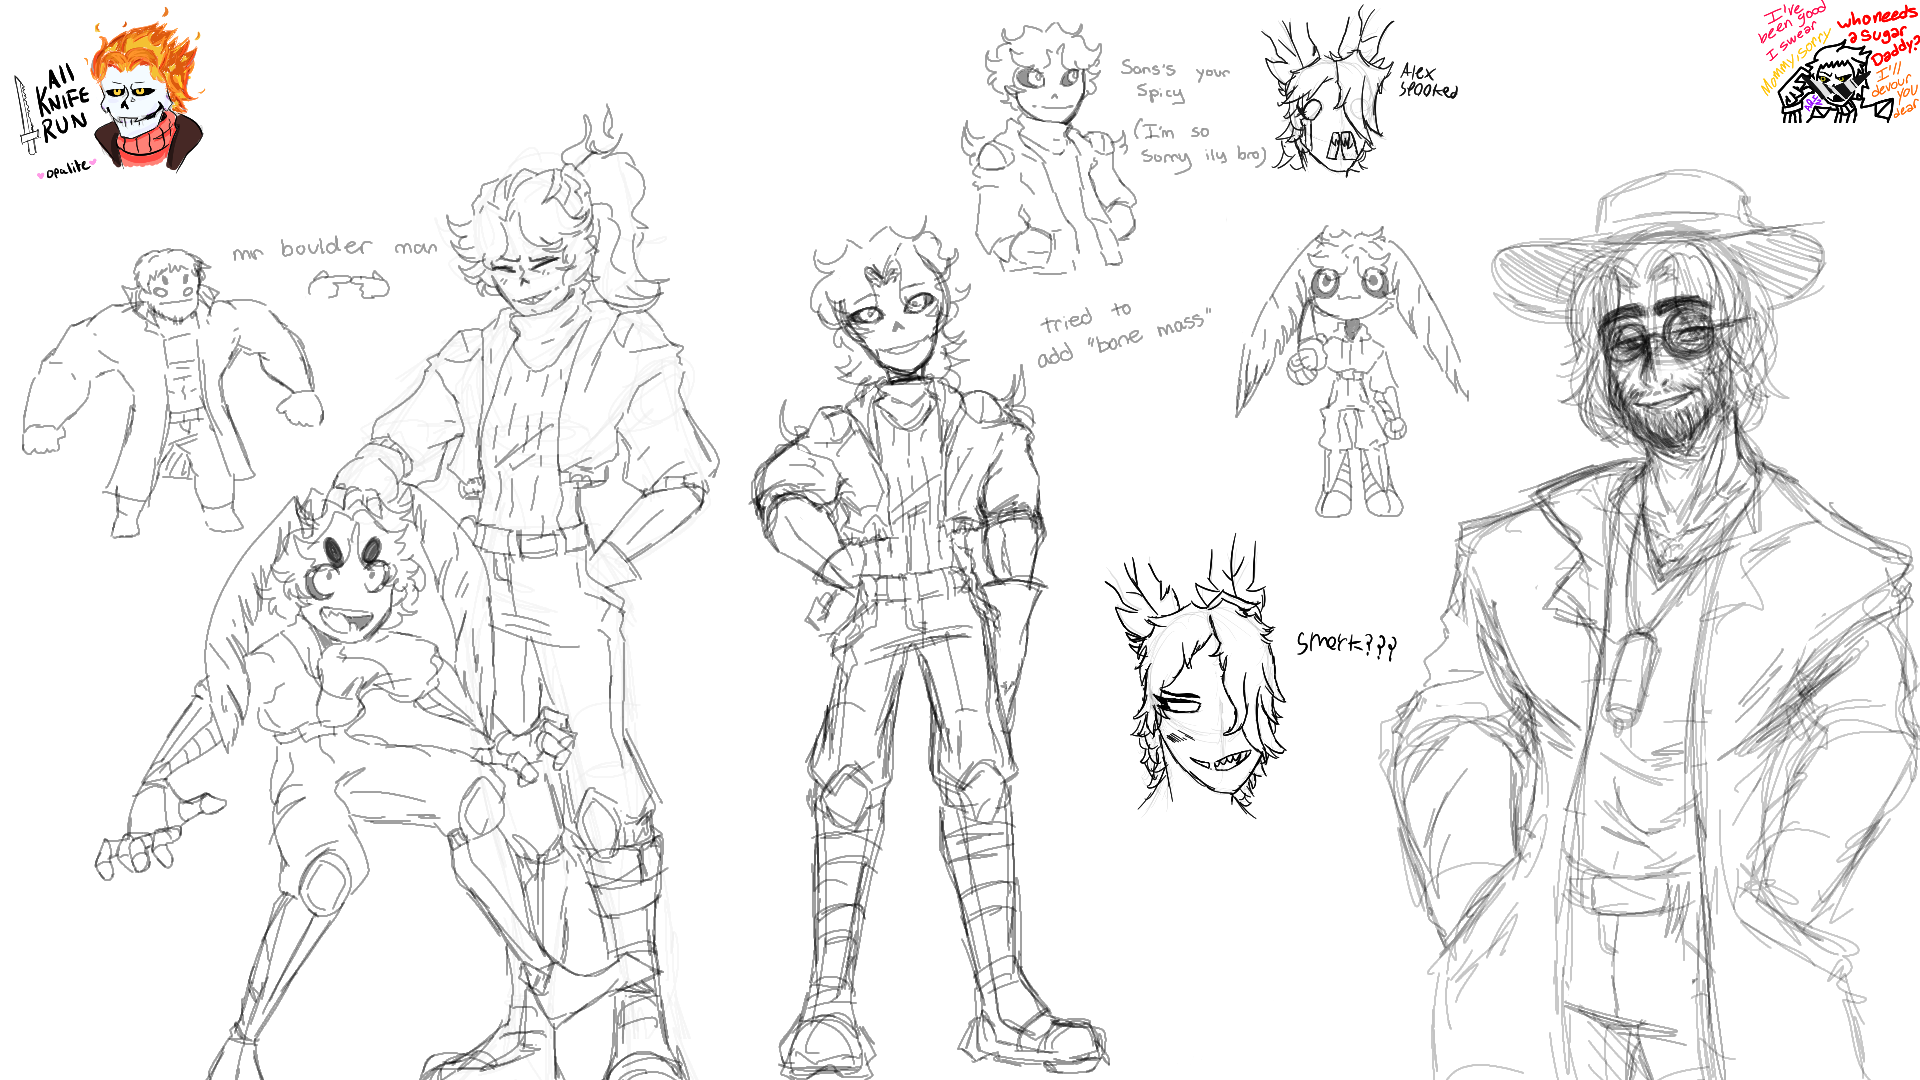 All
KNIFE
RUN
opalite
mr boulder man
Sans's your
Spicy
(I'm so
sorry ily bro)
Alex
spooked
I've
been good
I swear
Mommy, sorry
who needs
a sugar
Daddy?
I'll
devour
you
dear
tried to
add "bone mass"
smerk???